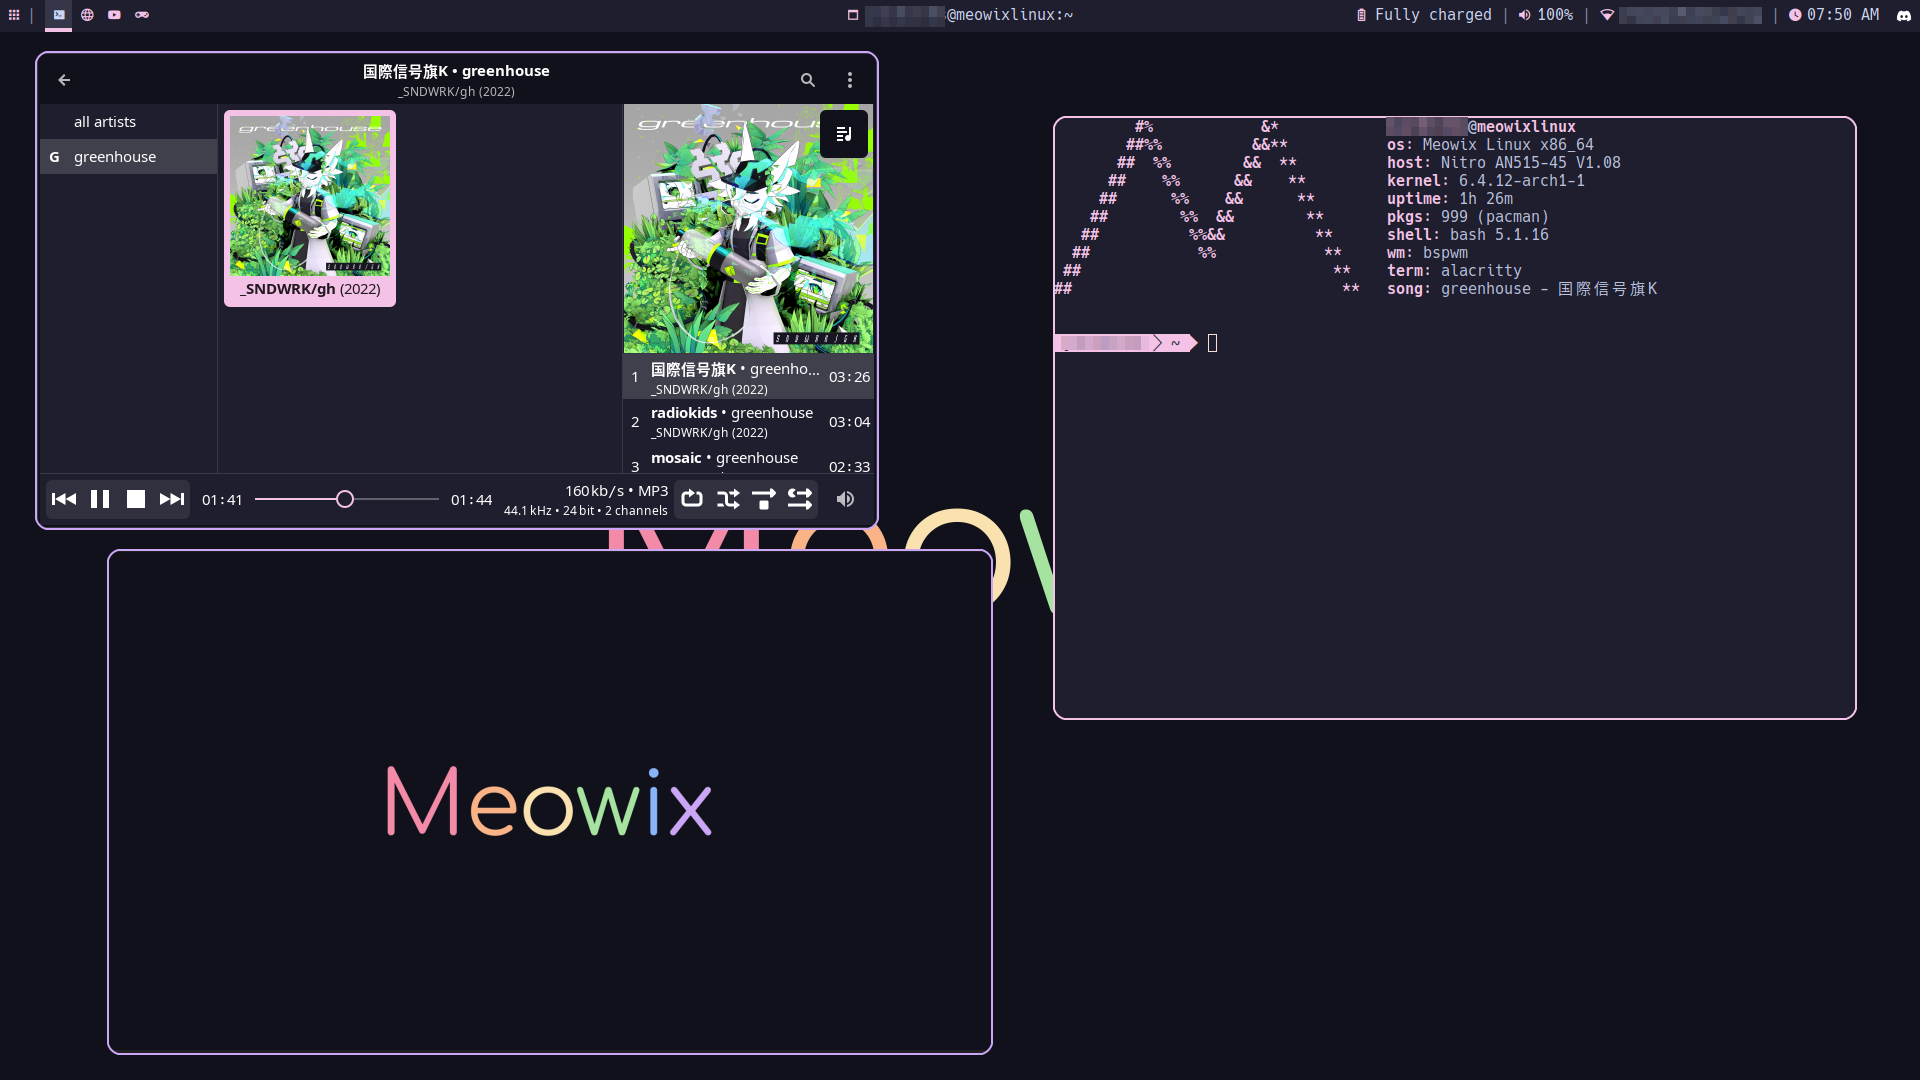 @meowixlinux:~
Fully charged
100%
07:50 AM
国際信号旗K • greenhouse
_SNDWRK/gh (2022)
all artists
G greenhouse
greenhouse
SNDWRK/GH
_SNDWRK/gh (2022)
SNDWRK/GH
1 国際信号旗K • greenho... 03:26
_SNDWRK/gh (2022)
2 radiokids • greenhouse 03:04
_SNDWRK/gh (2022)
3 mosaic • greenhouse 02:33
01:41
01:44
160 kb/s • MP3
44.1 kHz • 24 bit • 2 channels
#% &* @meowixlinux
##%% &&** os: Meowix Linux x86_64
## %% && ** host: Nitro AN515-45 V1.08
## %% && ** kernel: 6.4.12-arch1-1
## %% && ** uptime: 1h 26m
## %% && ** pkgs: 999 (pacman)
## %%&& ** shell: bash 5.1.16
## %% ** wm: bspwm
## ** term: alacritty
## ** song: greenhouse - 国際信号旗K
~
Meowix